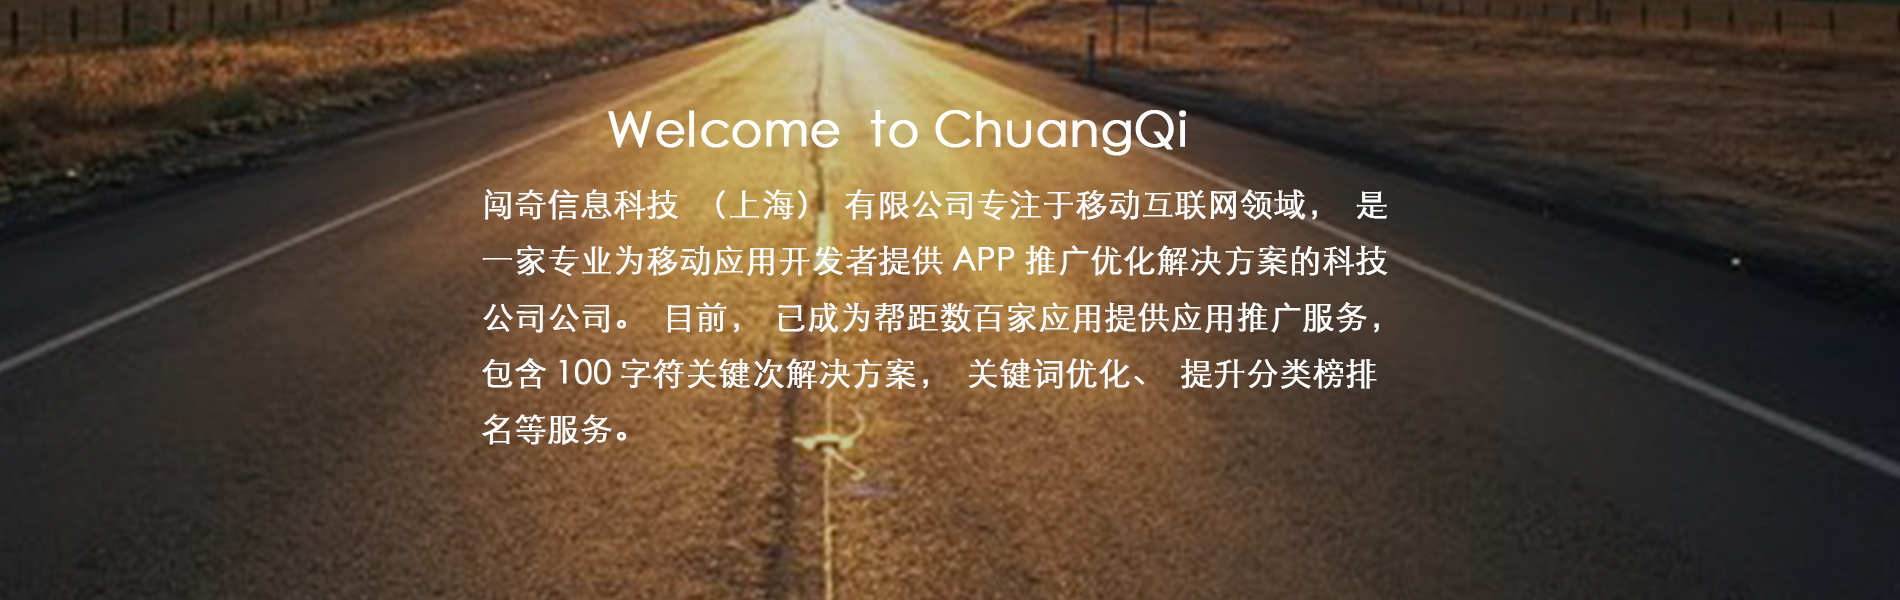 Welcome to ChuangQi
闯奇信息科技 （上海） 有限公司专注于移动互联网领域， 是
一家专业为移动应用开发者提供 APP 推广优化解决方案的科技
公司公司。 目前， 已成为帮距数百家应用提供应用推广服务，
包含 100 字符关键次解决方案， 关键词优化、 提升分类榜排
名等服务。